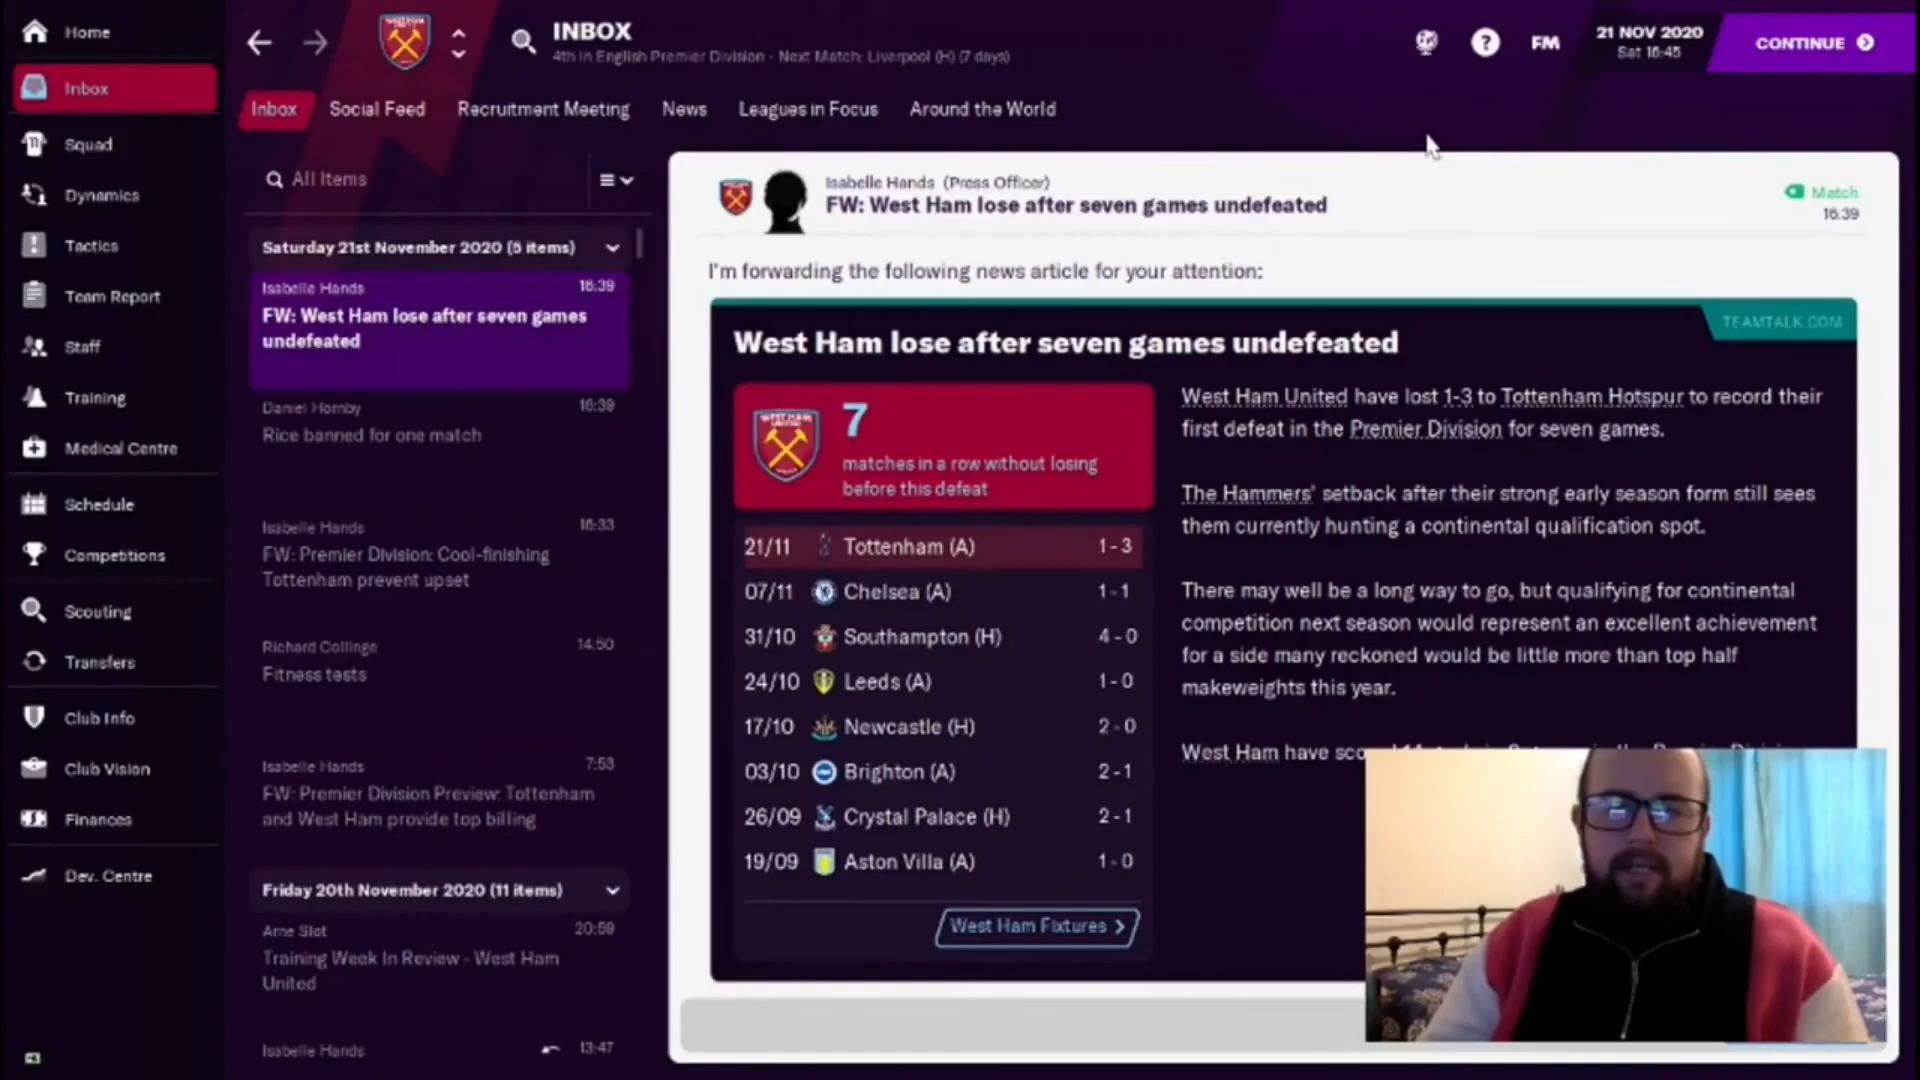 Home
Inbox
Squad
Dynamics
Tactics
Team Report
Staff
Training
Medical Centre
Schedule
Competitions
Scouting
Transfers
Club Info
Club Vision
Finances
Dev. Centre
INBOX
4th in English Premier Division - Next Match: Liverpool (H) (7 days)
?
FM
21 NOV 2020
Sat 16:45
CONTINUE
Inbox
Social Feed
Recruitment Meeting
News
Leagues in Focus
Around the World
All Items
Saturday 21st November 2020 (5 items)
Isabelle Hands 16:39
FW: West Ham lose after seven games
undefeated
Daniel Hornby 16:39
Rice banned for one match
Isabelle Hands 16:33
FW: Premier Division: Cool-finishing
Tottenham prevent upset
Richard Collinge 14:50
Fitness tests
Isabelle Hands 7:53
FW: Premier Division Preview: Tottenham
and West Ham provide top billing
Friday 20th November 2020 (11 items)
Arne Slot 20:59
Training Week In Review - West Ham
United
Isabelle Hands 13:47
Isabelle Hands (Press Officer)
FW: West Ham lose after seven games undefeated
Match
16:39
I'm forwarding the following news article for your attention:
TEAMTALK.COM
West Ham lose after seven games undefeated
7
matches in a row without losing
before this defeat
21/11 Tottenham (A) 1 - 3
07/11 Chelsea (A) 1 - 1
31/10 Southampton (H) 4 - 0
24/10 Leeds (A) 1 - 0
17/10 Newcastle (H) 2 - 0
03/10 Brighton (A) 2 - 1
26/09 Crystal Palace (H) 2 - 1
19/09 Aston Villa (A) 1 - 0
West Ham Fixtures
West Ham United have lost 1-3 to Tottenham Hotspur to record their
first defeat in the Premier Division for seven games.
The Hammers' setback after their strong early season form still sees
them currently hunting a continental qualification spot.
There may well be a long way to go, but qualifying for continental
competition next season would represent an excellent achievement
for a side many reckoned would be little more than top half
makeweights this year.
West Ham have